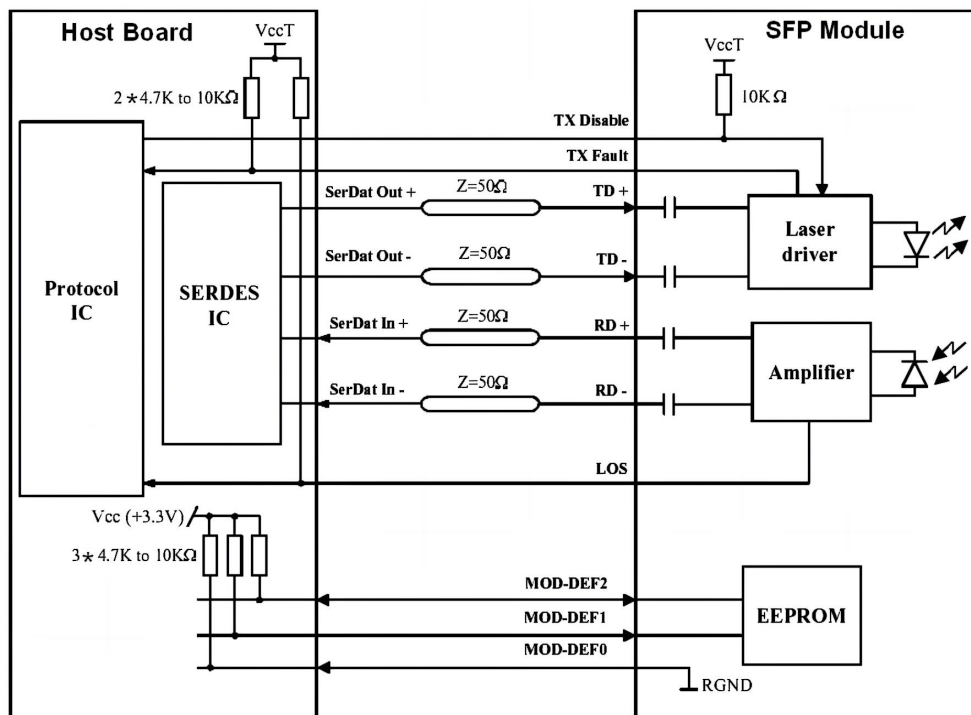 Host Board
SFP Module
VccT
VccT
2*4.7K to 10KΩ
10KΩ
TX Disable
TX Fault
SerDat Out +
Z=50Ω
TD +
Laser
driver
SerDat Out -
Z=50Ω
TD -
Protocol
IC
SERDES
IC
SerDat In +
Z=50Ω
RD +
Amplifier
SerDat In -
Z=50Ω
RD -
LOS
Vcc (+3.3V)
3*4.7K to 10KΩ
MOD-DEF2
MOD-DEF1
EEPROM
MOD-DEF0
RGND